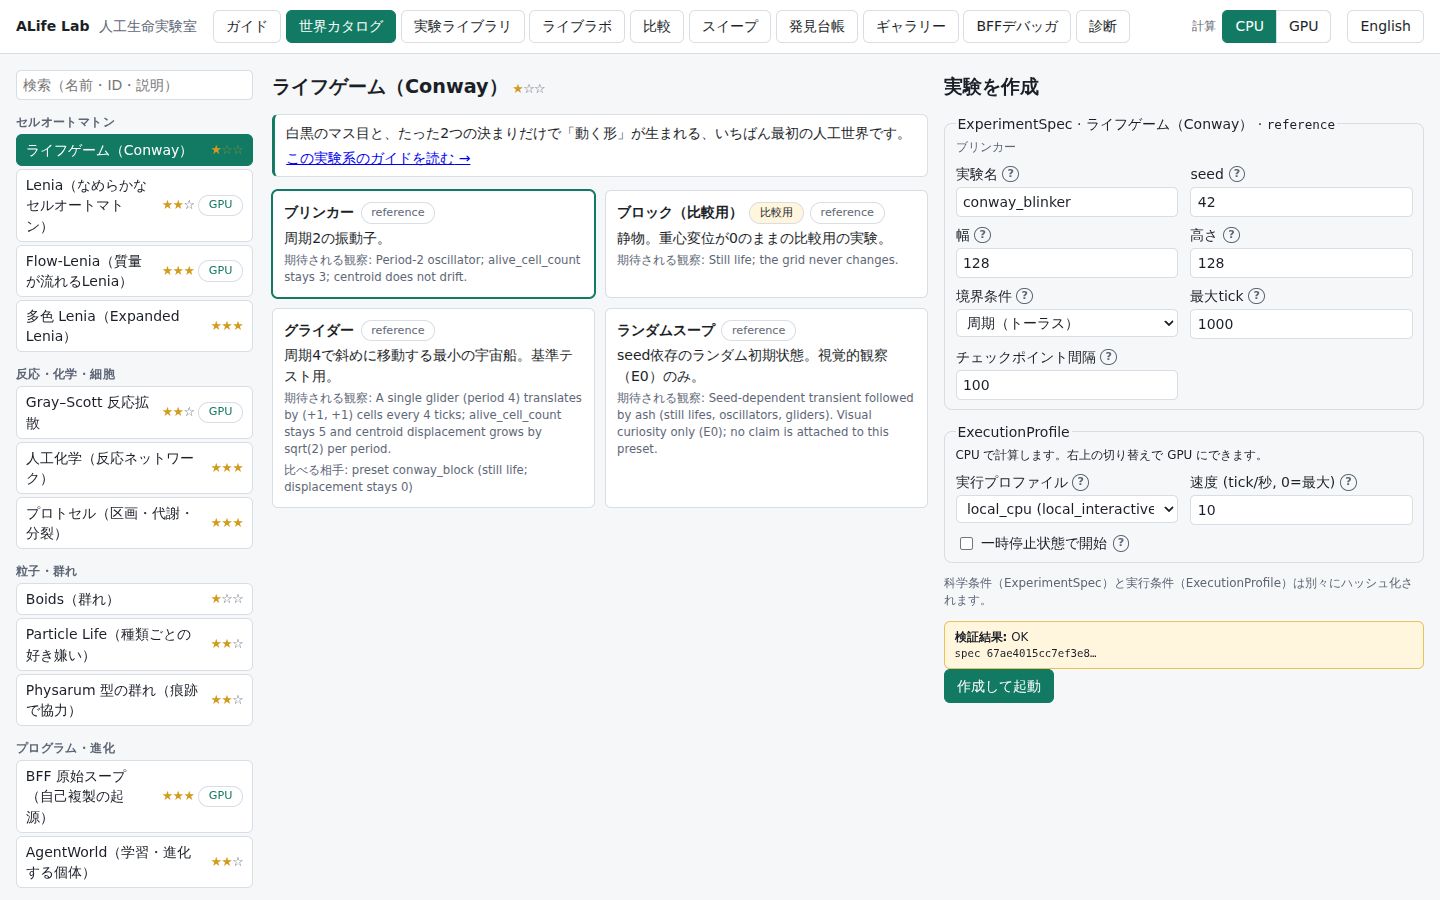 ALife Lab 人工生命実験室 ガイド 世界カタログ 実験ライブラリ ライブラボ 比較 スイープ 発見台帳 ギャラリー BFFデバッガ 診断 計算 CPU GPU English
検索（名前・ID・説明）
セルオートマトン
ライフゲーム（Conway） ★☆☆
Lenia（なめらかな
セルオートマト
ン）
★★☆ GPU
Flow-Lenia（質量
が流れるLenia）
★★★ GPU
多色 Lenia（Expanded
Lenia）
★★★
反応・化学・細胞
Gray–Scott 反応拡
散
★★☆ GPU
人工化学（反応ネットワー
ク）
★★★
プロトセル（区画・代謝・
分裂）
★★★
粒子・群れ
Boids（群れ） ★☆☆
Particle Life（種類ごとの
好き嫌い）
★★☆
Physarum 型の群れ（痕跡
で協力）
★★☆
プログラム・進化
BFF 原始スープ
（自己複製の起
源）
★★★ GPU
AgentWorld（学習・進化
する個体）
★★☆
ライフゲーム（Conway） ★☆☆
白黒のマス目と、たった2つの決まりだけで「動く形」が生まれる、いちばん最初の人工世界です。
この実験系のガイドを読む →
ブリンカー reference
周期2の振動子。
期待される観察: Period-2 oscillator; alive_cell_count
stays 3; centroid does not drift.
ブロック（比較用） 比較用 reference
静物。重心変位が0のままの比較用の実験。
期待される観察: Still life; the grid never changes.
グライダー reference
周期4で斜めに移動する最小の宇宙船。基準テ
スト用。
期待される観察: A single glider (period 4) translates
by (+1, +1) cells every 4 ticks; alive_cell_count
stays 5 and centroid displacement grows by
sqrt(2) per period.
比べる相手: preset conway_block (still life;
displacement stays 0)
ランダムスープ reference
seed依存のランダム初期状態。視覚的観察
（E0）のみ。
期待される観察: Seed-dependent transient followed
by ash (still lifes, oscillators, gliders). Visual
curiosity only (E0); no claim is attached to this
preset.
実験を作成
ExperimentSpec · ライフゲーム（Conway） · reference
ブリンカー
実験名 ? seed ?
conway_blinker 42
幅 ? 高さ ?
128 128
境界条件 ? 最大tick ?
周期（トーラス） 1000
チェックポイント間隔 ?
100
ExecutionProfile
CPU で計算します。右上の切り替えで GPU にできます。
実行プロファイル ? 速度 (tick/秒, 0=最大) ?
local_cpu (local_interactive 10
一時停止状態で開始 ?
科学条件（ExperimentSpec）と実行条件（ExecutionProfile）は別々にハッシュ化さ
れます。
検証結果: OK
spec 67ae4015cc7ef3e8…
作成して起動